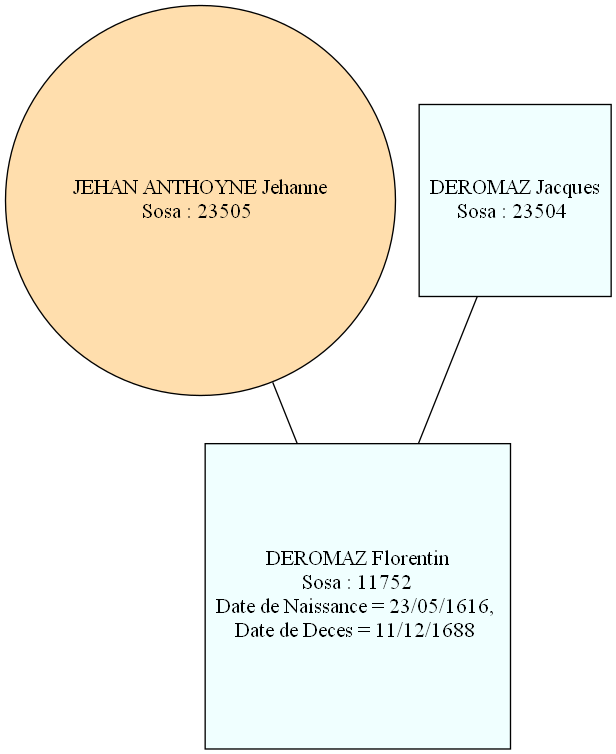 JEHAN ANTHOYNE Jehanne
Sosa : 23505
DEROMAZ Jacques
Sosa : 23504
DEROMAZ Florentin
Sosa : 11752
Date de Naissance = 23/05/1616,
Date de Deces = 11/12/1688